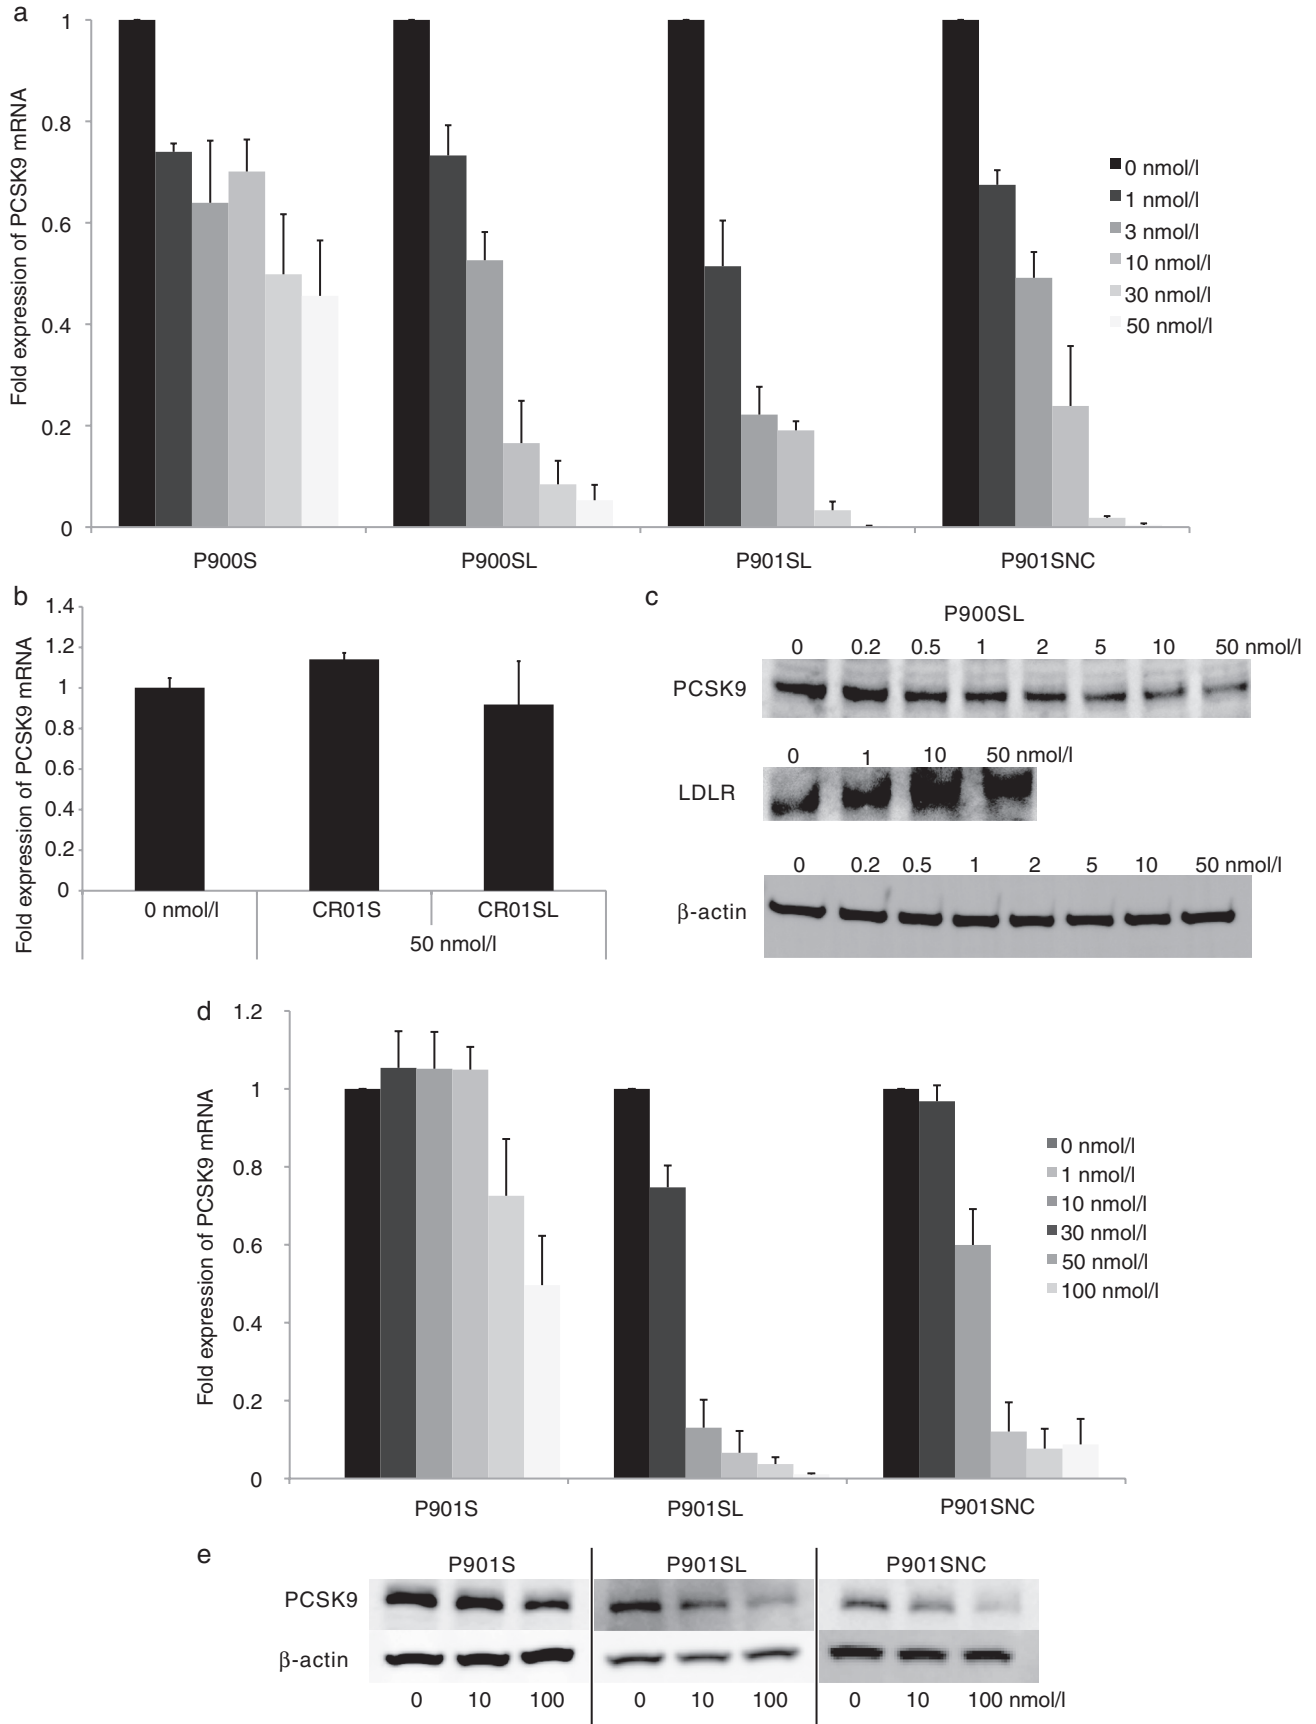 a
Fold expression of PCSK9 mRNA
1
0.8
0.6
0.4
0.2
0
P900S P900SL P901SL P901SNC
0 nmol/l
1 nmol/l
3 nmol/l
10 nmol/l
30 nmol/l
50 nmol/l
b
Fold expression of PCSK9 mRNA
1.4
1.2
1
0.8
0.6
0.4
0.2
0
0 nmol/l CR01S CR01SL
50 nmol/l
c
P900SL
0 0.2 0.5 1 2 5 10 50 nmol/l
PCSK9
0 1 10 50 nmol/l
LDLR
0 0.2 0.5 1 2 5 10 50 nmol/l
β-actin
d
Fold expression of PCSK9 mRNA
1.2
1
0.8
0.6
0.4
0.2
0
P901S P901SL P901SNC
0 nmol/l
1 nmol/l
10 nmol/l
30 nmol/l
50 nmol/l
100 nmol/l
e
P901S P901SL P901SNC
PCSK9
β-actin
0 10 100 0 10 100 0 10 100 nmol/l